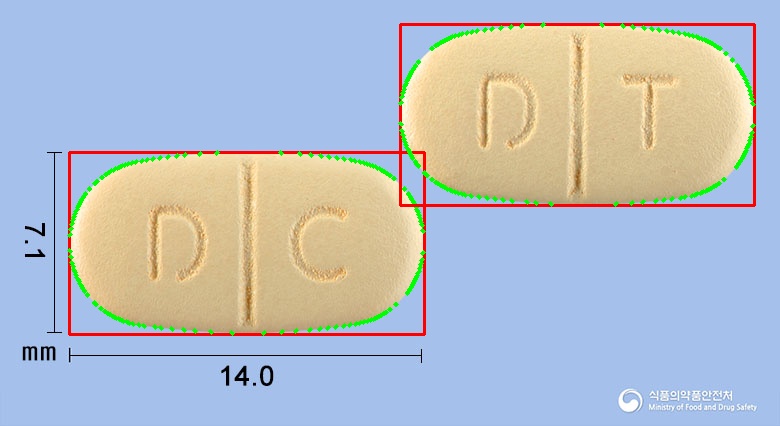 D T
D C
7.1
mm
14.0
식품의약품안전처
Ministry of Food and Drug Safety